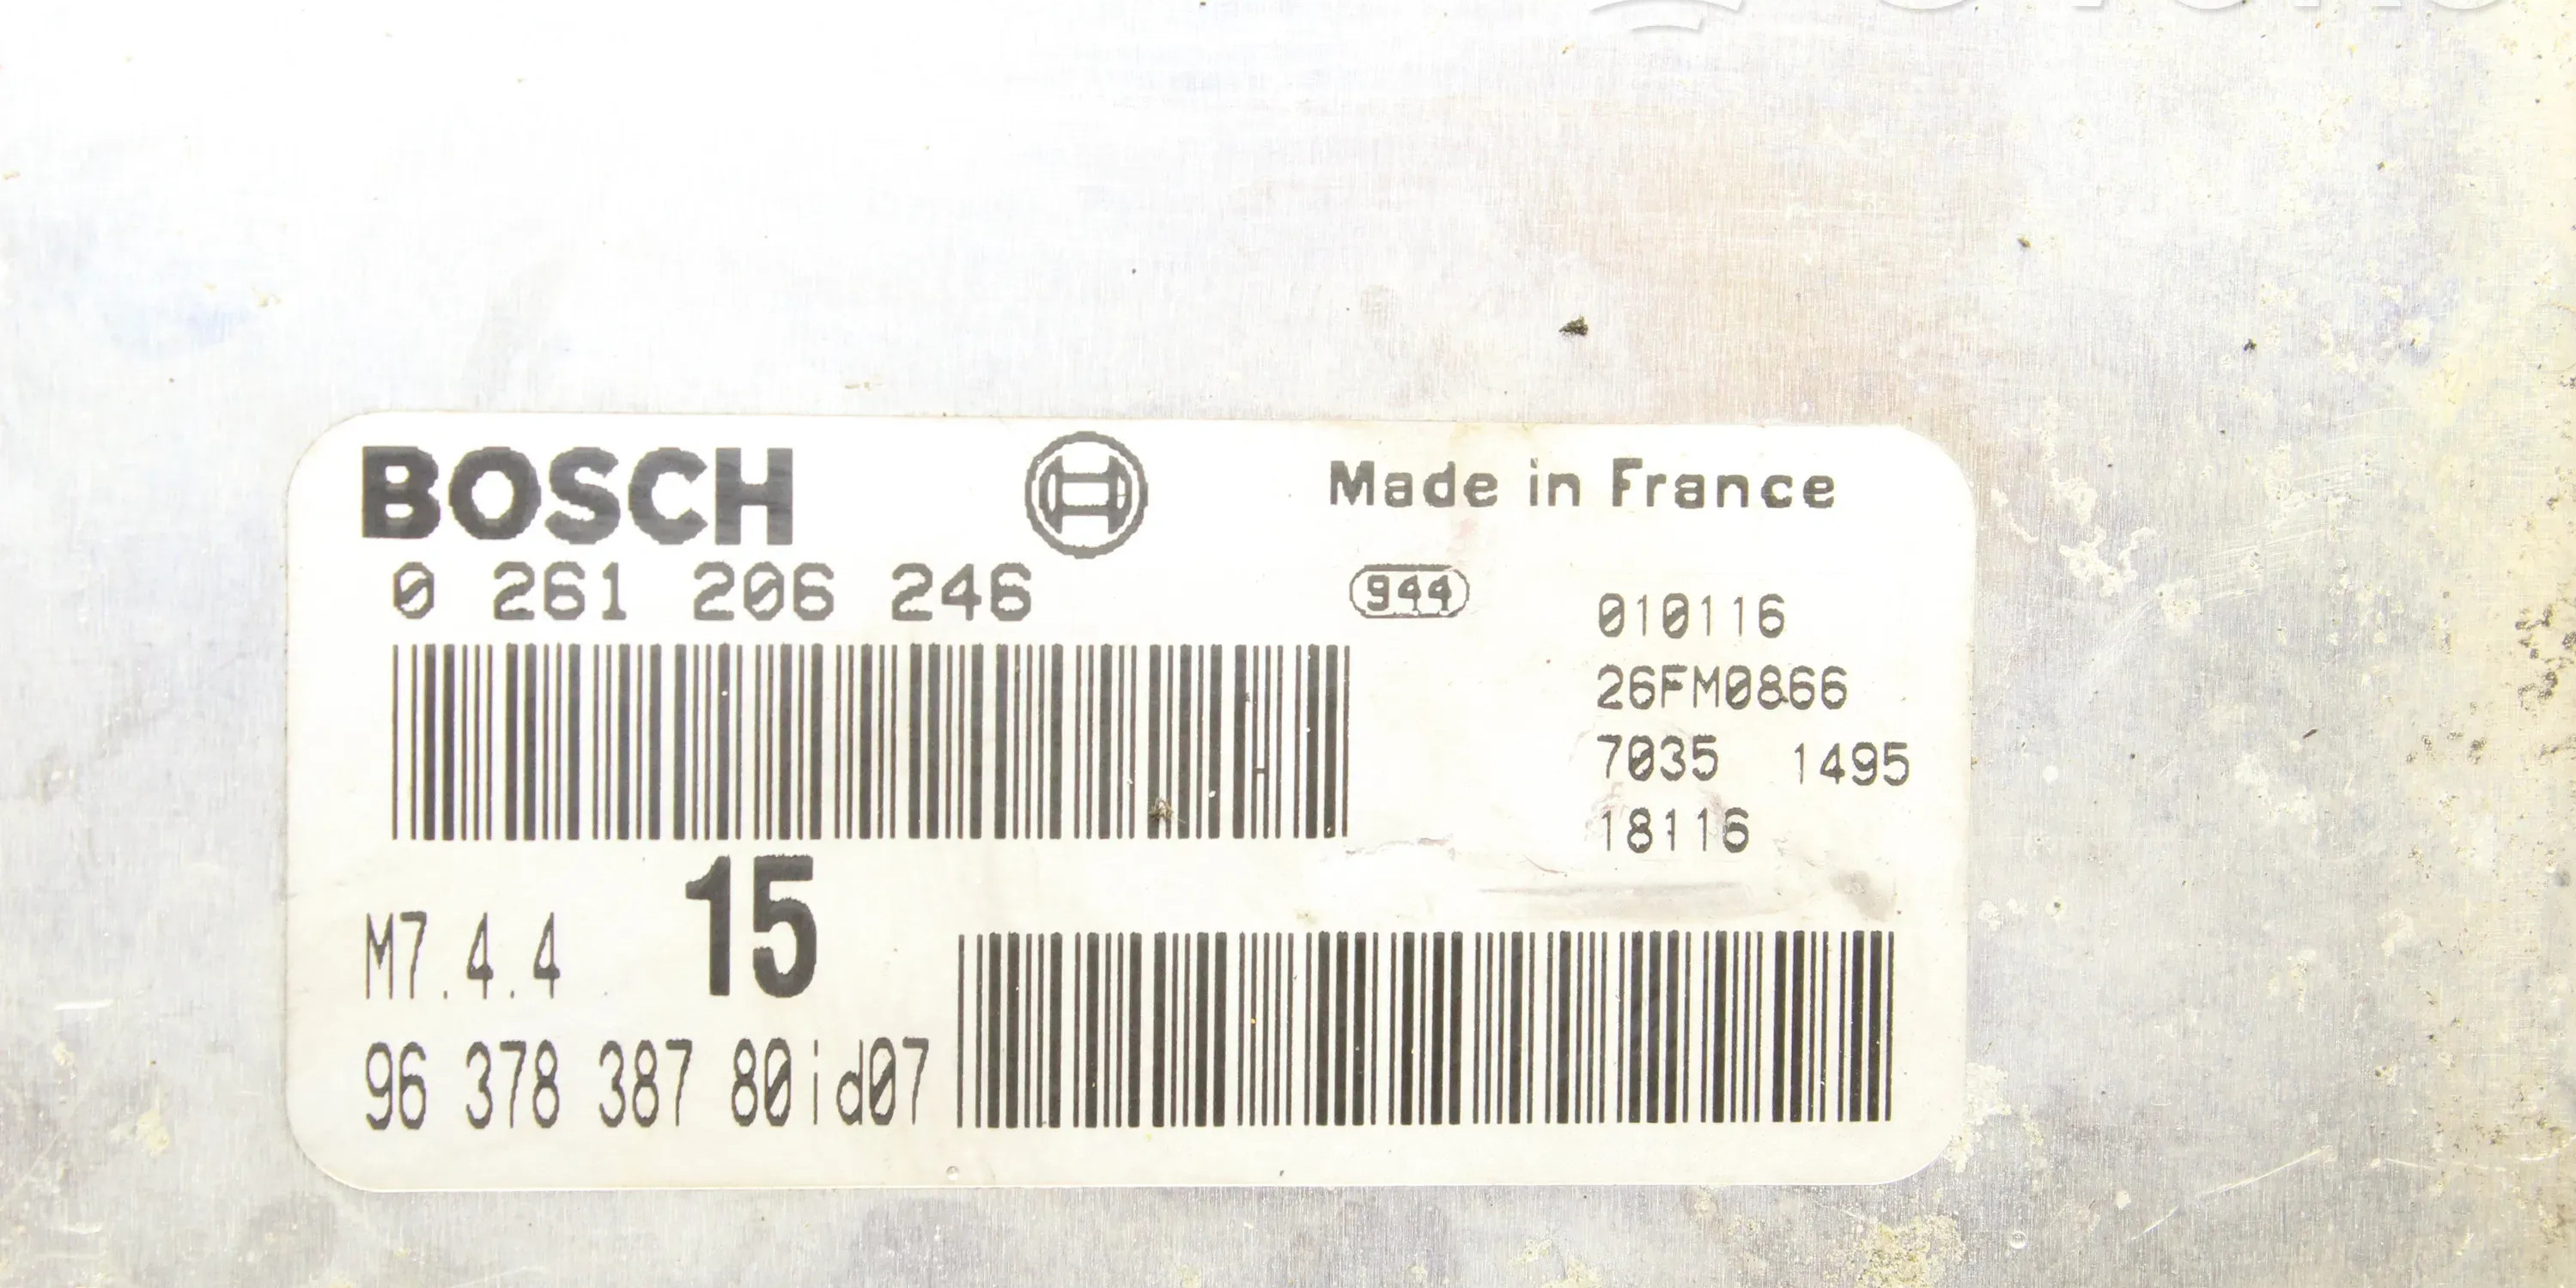 BOSCH
Made in France
0 261 206 246
944
010116
26FM0866
7035 1495
18116
M7.4.4 15
96 378 387 80id07